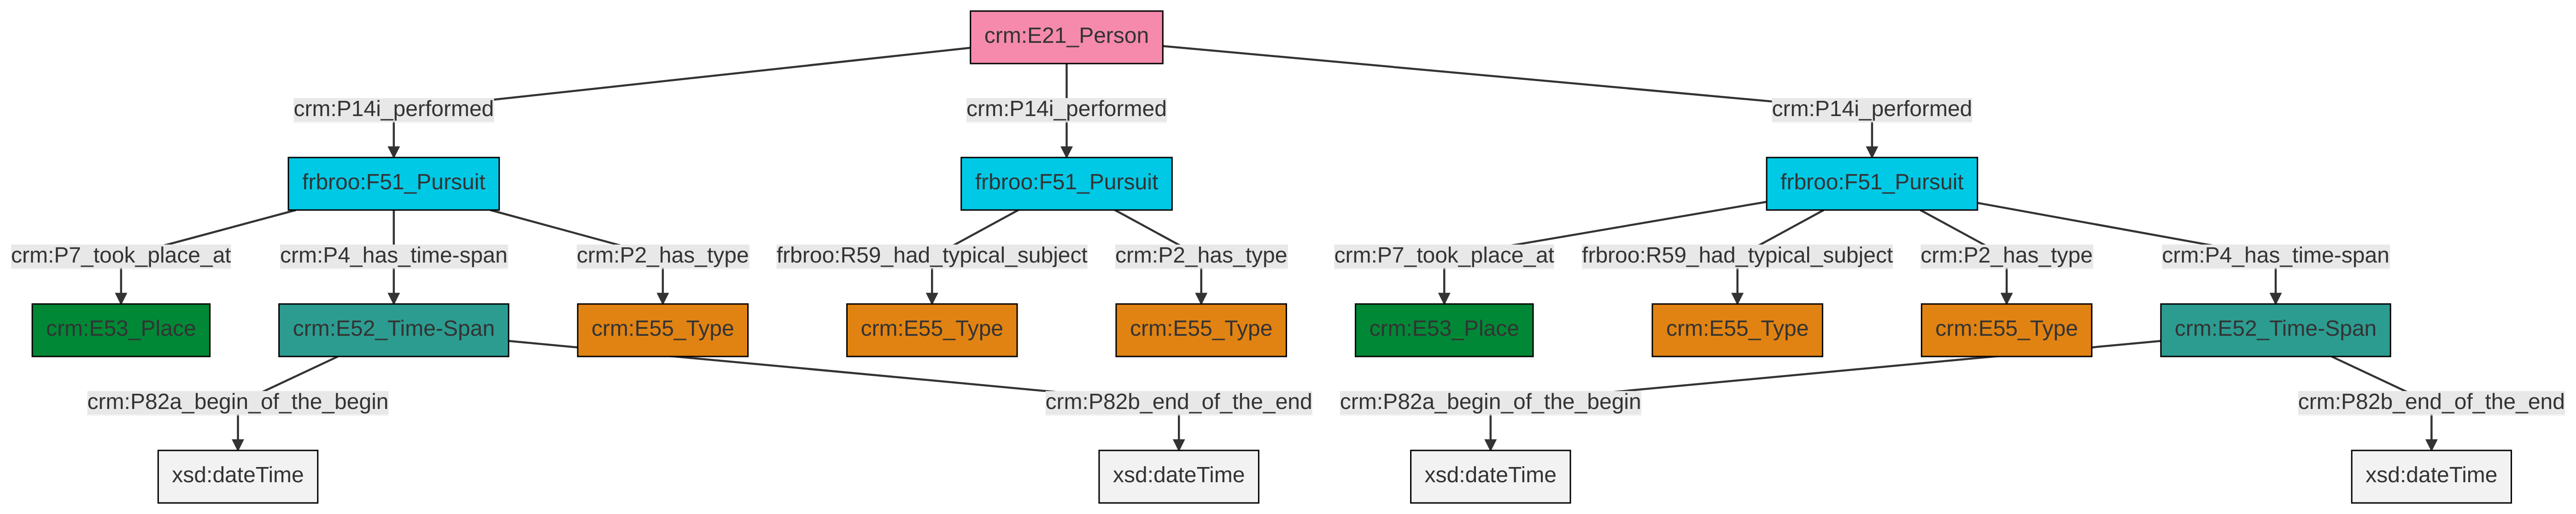 crm:E21_Person
crm:P14i_performed
crm:P14i_performed
crm:P14i_performed
frbroo:F51_Pursuit
frbroo:F51_Pursuit
frbroo:F51_Pursuit
crm:P7_took_place_at
crm:P4_has_time-span
crm:P2_has_type
frbroo:R59_had_typical_subject
crm:P2_has_type
crm:P7_took_place_at
frbroo:R59_had_typical_subject
crm:P2_has_type
crm:P4_has_time-span
crm:E53_Place
crm:E52_Time-Span
crm:E55_Type
crm:E55_Type
crm:E55_Type
crm:E53_Place
crm:E55_Type
crm:E55_Type
crm:E52_Time-Span
crm:P82a_begin_of_the_begin
crm:P82b_end_of_the_end
crm:P82a_begin_of_the_begin
crm:P82b_end_of_the_end
xsd:dateTime
xsd:dateTime
xsd:dateTime
xsd:dateTime